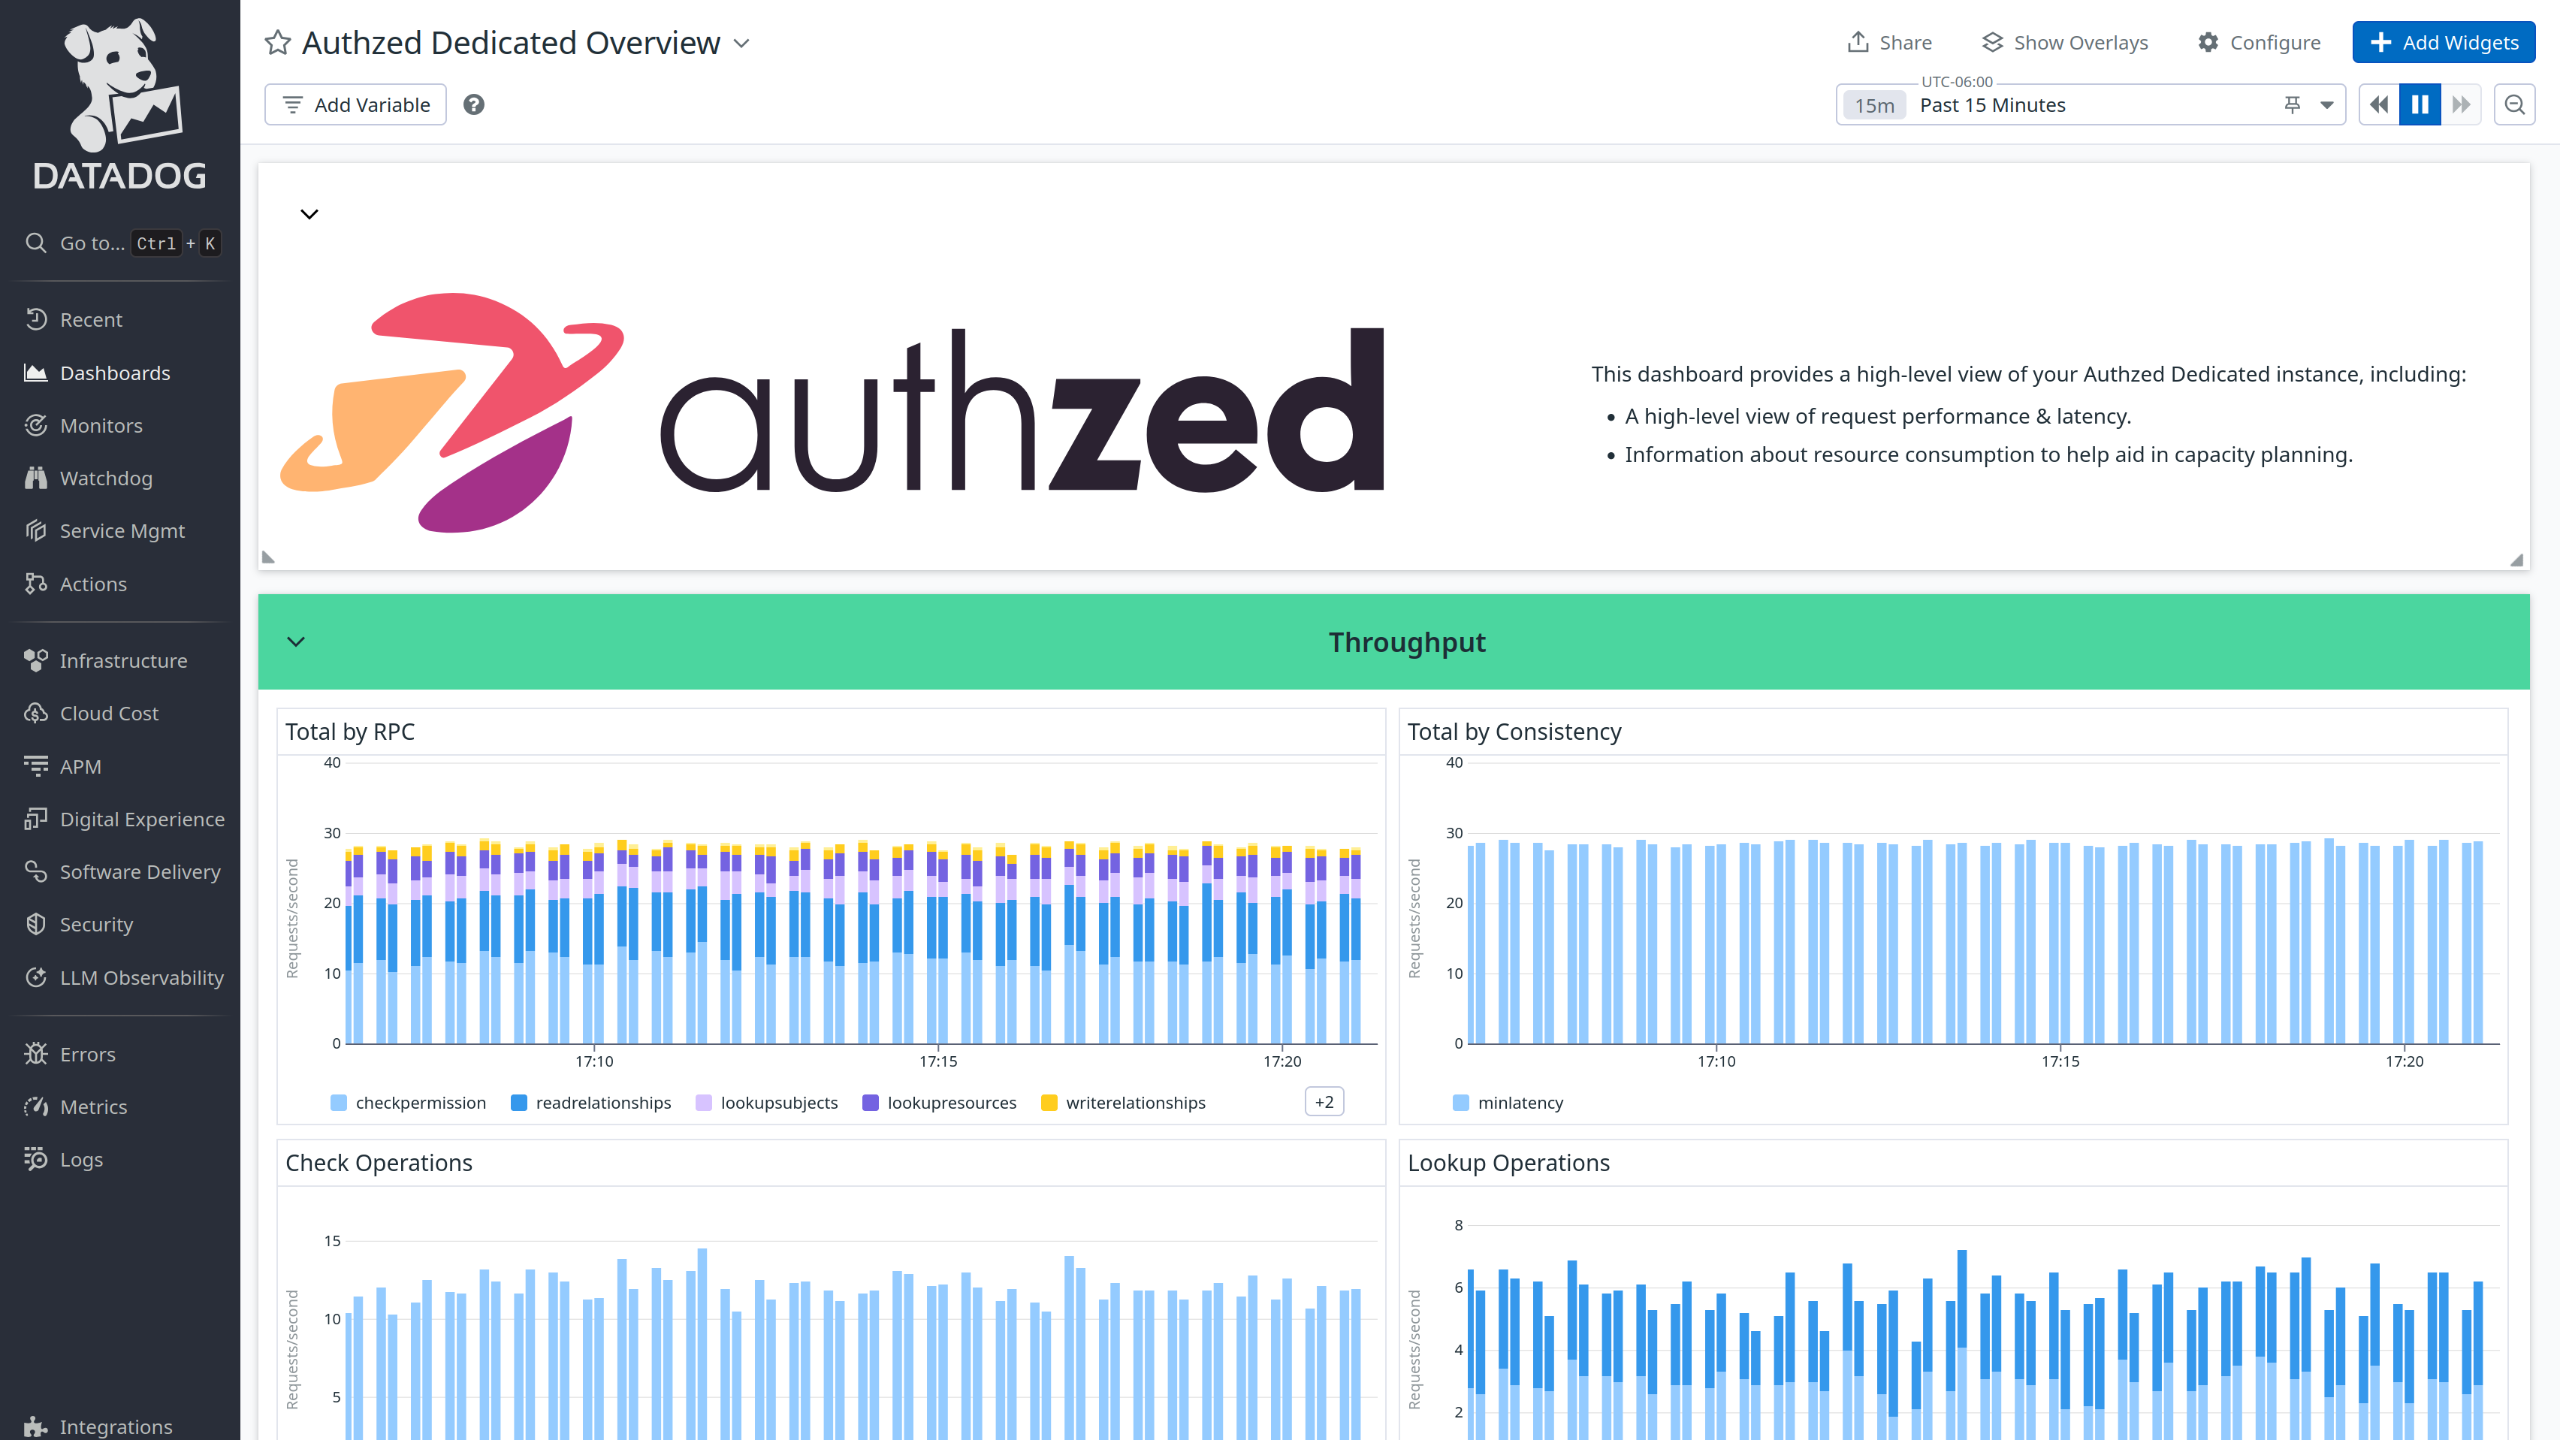 DATADOG
Go to... Ctrl + K
Recent
Dashboards
Monitors
Watchdog
Service Mgmt
Actions
Infrastructure
Cloud Cost
APM
Digital Experience
Software Delivery
Security
LLM Observability
Errors
Metrics
Logs
Integrations
Authzed Dedicated Overview
Share
Show Overlays
Configure
Add Widgets
Add Variable
?
UTC-06:00
15m Past 15 Minutes
authzed
This dashboard provides a high-level view of your Authzed Dedicated instance, including:
• A high-level view of request performance & latency.
• Information about resource consumption to help aid in capacity planning.
Throughput
Total by RPC
Requests/second
40
30
20
10
0
17:10 17:15 17:20
checkpermission readrelationships lookupsubjects lookupresources writerelationships +2
Total by Consistency
Requests/second
40
30
20
10
0
17:10 17:15 17:20
minlatency
Check Operations
Requests/second
15
10
5
Lookup Operations
Requests/second
8
6
4
2